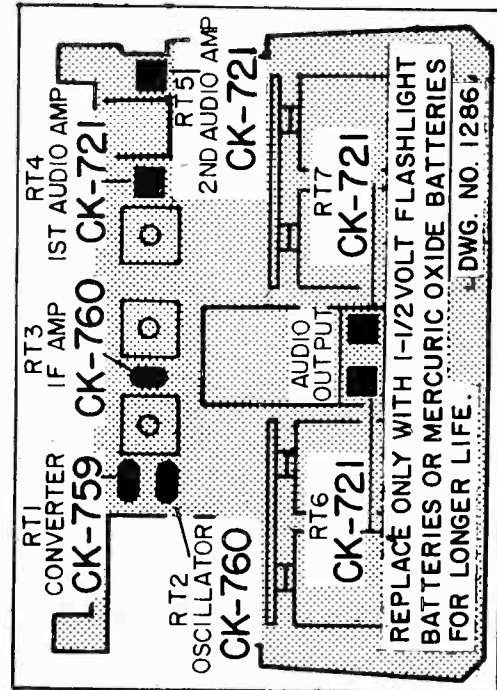 RT1
CONVERTER
CK-759
RT2
OSCILLATOR
CK-760
RT3
IF AMP
CK-760
RT4
1ST AUDIO AMP
CK-721
RT5
2ND AUDIO AMP
CK-721
AUDIO
OUTPUT
RT6
CK-721
RT7
CK-721
REPLACE ONLY WITH 1-1/2 VOLT FLASHLIGHT
BATTERIES OR MERCURIC OXIDE BATTERIES
FOR LONGER LIFE.
DWG. NO. 1286